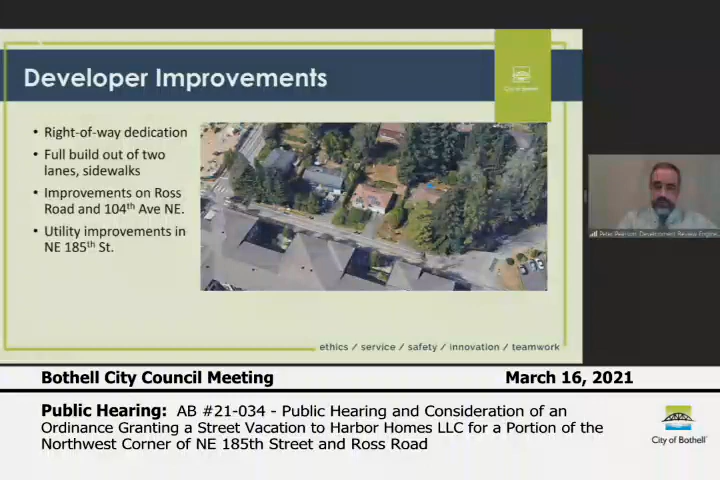 Developer Improvements
City of Bothell
• Right-of-way dedication
• Full build out of two
lanes, sidewalks
• Improvements on Ross
Road and 104th Ave NE.
• Utility improvements in
NE 185th St.
Peter Pearson, Development Review Engine
ethics / service / safety / innovation / teamwork
Bothell City Council Meeting
March 16, 2021
Public Hearing: AB #21-034 - Public Hearing and Consideration of an
Ordinance Granting a Street Vacation to Harbor Homes LLC for a Portion of the
Northwest Corner of NE 185th Street and Ross Road
City of Bothell